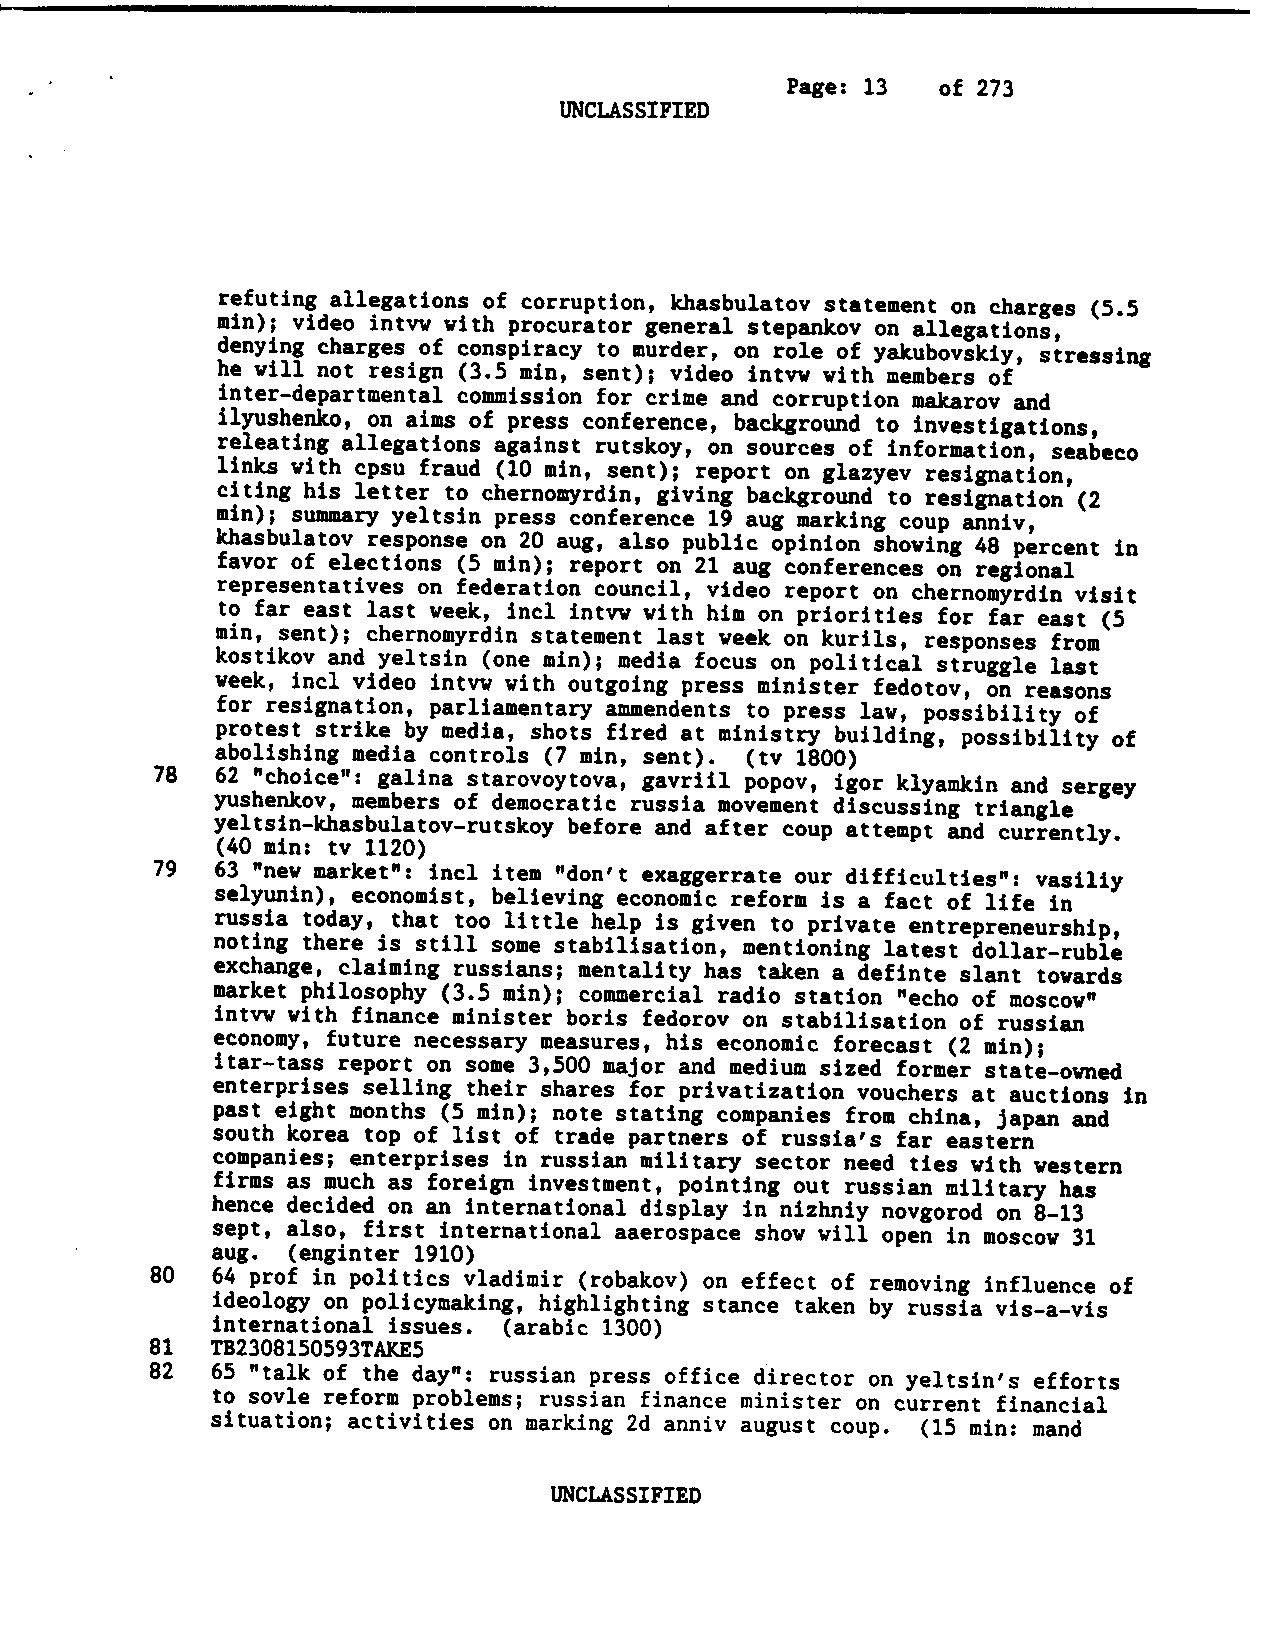 Page: 13 of 273
UNCLASSIFIED
refuting allegations of corruption, khasbulatov statement on charges (5.5
min); video intvw with procurator general stepankov on allegations,
denying charges of conspiracy to murder, on role of yakubovskiy, stressing
he will not resign (3.5 min, sent); video intvw with members of
inter-departmental commission for crime and corruption makarov and
ilyushenko, on aims of press conference, background to investigations,
releating allegations against rutskoy, on sources of information, seabeco
links with cpsu fraud (10 min, sent); report on glazyev resignation,
citing his letter to chernomyrdin, giving background to resignation (2
min); summary yeltsin press conference 19 aug marking coup anniv,
khasbulatov response on 20 aug, also public opinion showing 48 percent in
favor of elections (5 min); report on 21 aug conferences on regional
representatives on federation council, video report on chernomyrdin visit
to far east last week, incl intvw with him on priorities for far east (5
min, sent); chernomyrdin statement last week on kurils, responses from
kostikov and yeltsin (one min); media focus on political struggle last
week, incl video intvw with outgoing press minister fedotov, on reasons
for resignation, parliamentary ammendents to press law, possibility of
protest strike by media, shots fired at ministry building, possibility of
abolishing media controls (7 min, sent). (tv 1800)
78 62 "choice": galina starovoytova, gavriil popov, igor klyamkin and sergey
yushenkov, members of democratic russia movement discussing triangle
yeltsin-khasbulatov-rutskoy before and after coup attempt and currently.
(40 min: tv 1120)
79 63 "new market": incl item "don't exaggerrate our difficulties": vasiliy
selyunin), economist, believing economic reform is a fact of life in
russia today, that too little help is given to private entrepreneurship,
noting there is still some stabilisation, mentioning latest dollar-ruble
exchange, claiming russians; mentality has taken a definte slant towards
market philosophy (3.5 min); commercial radio station "echo of moscow"
intvw with finance minister boris fedorov on stabilisation of russian
economy, future necessary measures, his economic forecast (2 min);
itar-tass report on some 3,500 major and medium sized former state-owned
enterprises selling their shares for privatization vouchers at auctions in
past eight months (5 min); note stating companies from china, japan and
south korea top of list of trade partners of russia's far eastern
companies; enterprises in russian military sector need ties with western
firms as much as foreign investment, pointing out russian military has
hence decided on an international display in nizhniy novgorod on 8-13
sept, also, first international aaerospace show will open in moscow 31
aug. (enginter 1910)
80 64 prof in politics vladimir (robakov) on effect of removing influence of
ideology on policymaking, highlighting stance taken by russia vis-a-vis
international issues. (arabic 1300)
81 TB2308150593TAKE5
82 65 "talk of the day": russian press office director on yeltsin's efforts
to sovle reform problems; russian finance minister on current financial
situation; activities on marking 2d anniv august coup. (15 min: mand
UNCLASSIFIED